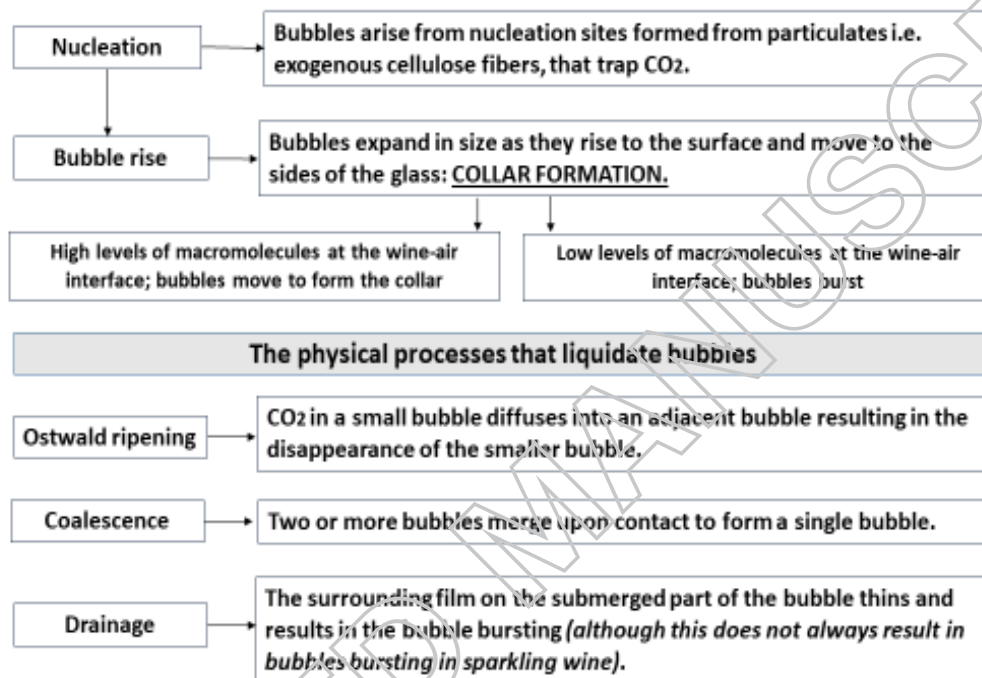 Nucleation
Bubbles arise from nucleation sites formed from particulates i.e.
exogenous cellulose fibers, that trap CO2.
Bubble rise
Bubbles expand in size as they rise to the surface and move to the
sides of the glass: COLLAR FORMATION.
High levels of macromolecules at the wine-air
interface; bubbles move to form the collar
Low levels of macromolecules at the wine-air
interface; bubbles burst
The physical processes that liquidate bubbies
Ostwald ripening
CO2 in a small bubble diffuses into an adjacent bubble resulting in the
disappearance of the smaller bubble.
Coalescence
Two or more bubbles merge upon contact to form a single bubble.
Drainage
The surrounding film on the submerged part of the bubble thins and
results in the bubble bursting (although this does not always result in
bubbles bursting in sparkling wine).